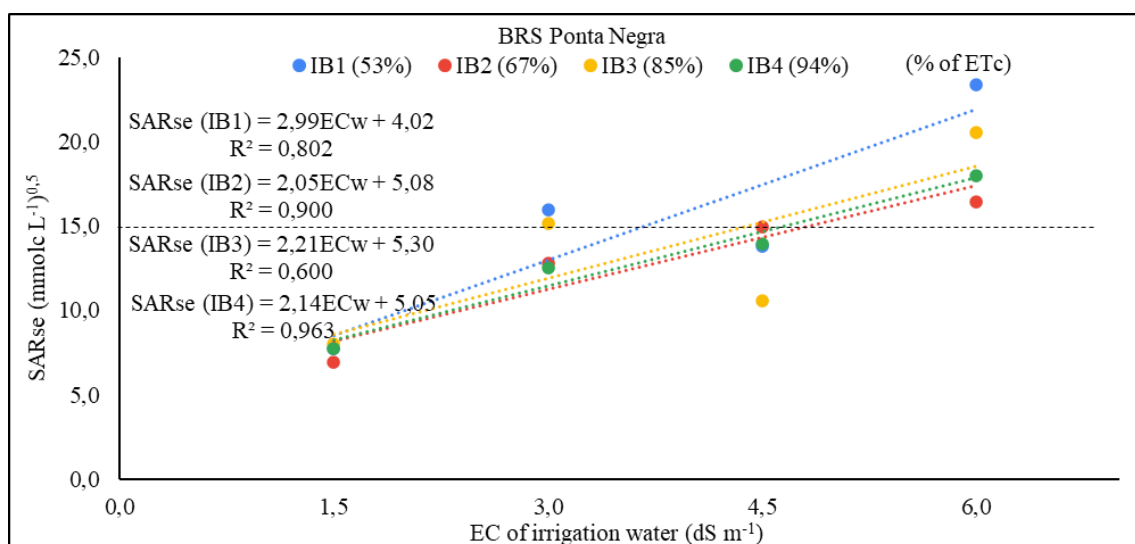 BRS Ponta Negra
IB1 (53%) IB2 (67%) IB3 (85%) IB4 (94%) (% of ETc)
SARse (IB1) = 2,99ECw + 4,02
R² = 0,802
SARse (IB2) = 2,05ECw + 5,08
R² = 0,900
SARse (IB3) = 2,21ECw + 5,30
R² = 0,600
SARse (IB4) = 2,14ECw + 5,05
R² = 0,963
SARse (mmolc L⁻¹)⁰,⁵
25,0
20,0
15,0
10,0
5,0
0,0
0,0 1,5 3,0 4,5 6,0
EC of irrigation water (dS m⁻¹)